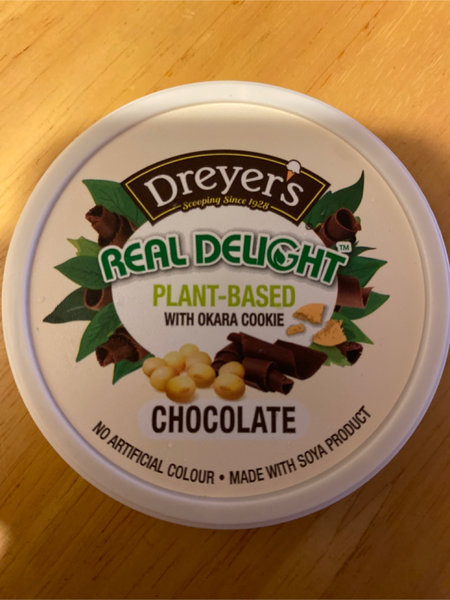 Dreyer's
Scooping Since 1928
REAL DELIGHT™
PLANT-BASED
WITH OKARA COOKIE
CHOCOLATE
NO ARTIFICIAL COLOUR • MADE WITH SOYA PRODUCT